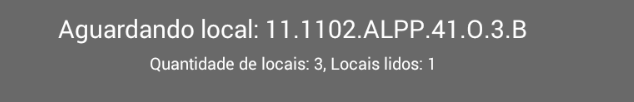 Aguardando local: 11.1102.ALPP.41.O.3.B
Quantidade de locais: 3, Locais lidos: 1